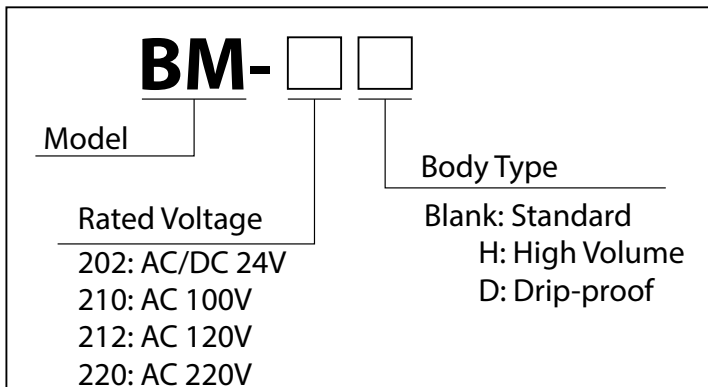 BM-
Model
Rated Voltage
202: AC/DC 24V
210: AC 100V
212: AC 120V
220: AC 220V
Body Type
Blank: Standard
H: High Volume
D: Drip-proof